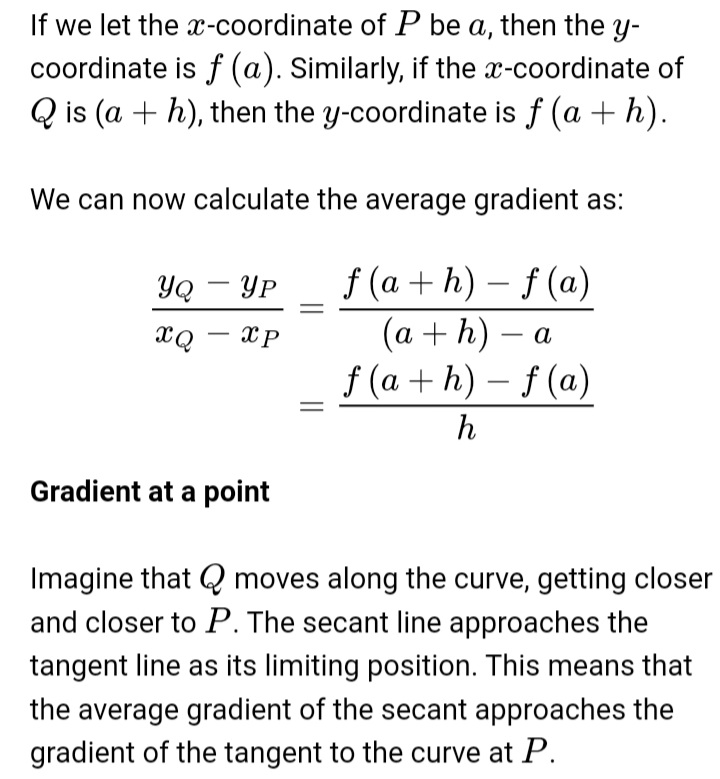 If we let the x-coordinate of P be a, then the y-
coordinate is f (a). Similarly, if the x-coordinate of
Q is (a + h), then the y-coordinate is f (a + h).
We can now calculate the average gradient as:
\frac{y_Q − y_P}{x_Q − x_P} = \frac{f (a + h) − f (a)}{(a + h) − a}
= \frac{f (a + h) − f (a)}{h}
Gradient at a point
Imagine that Q moves along the curve, getting closer
and closer to P. The secant line approaches the
tangent line as its limiting position. This means that
the average gradient of the secant approaches the
gradient of the tangent to the curve at P.